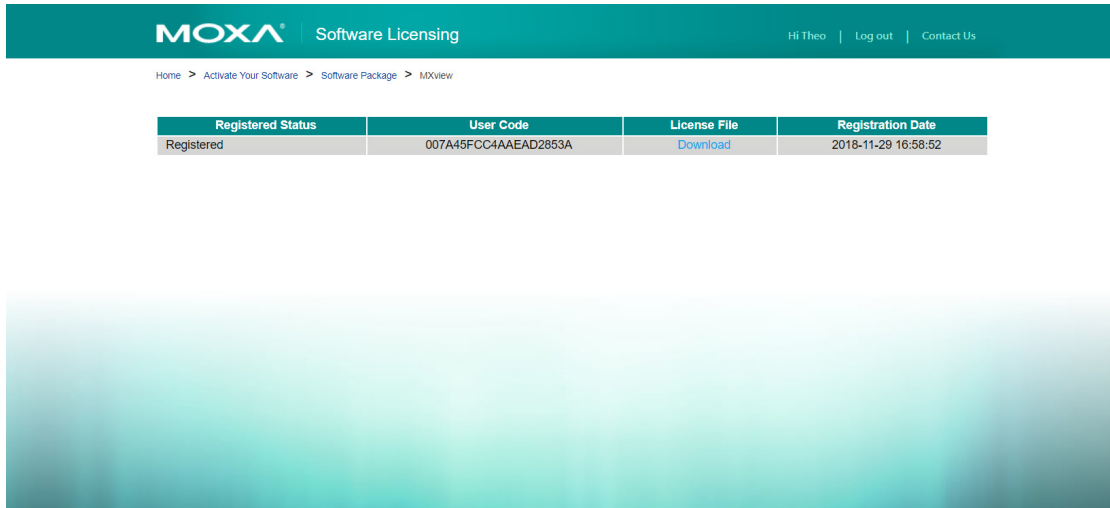 MOXA® Software Licensing Hi Theo | Log out | Contact Us
Home > Activate Your Software > Software Package > MXview
Registered Status User Code License File Registration Date
Registered 007A45FCC4AAEAD2853A Download 2018-11-29 16:58:52